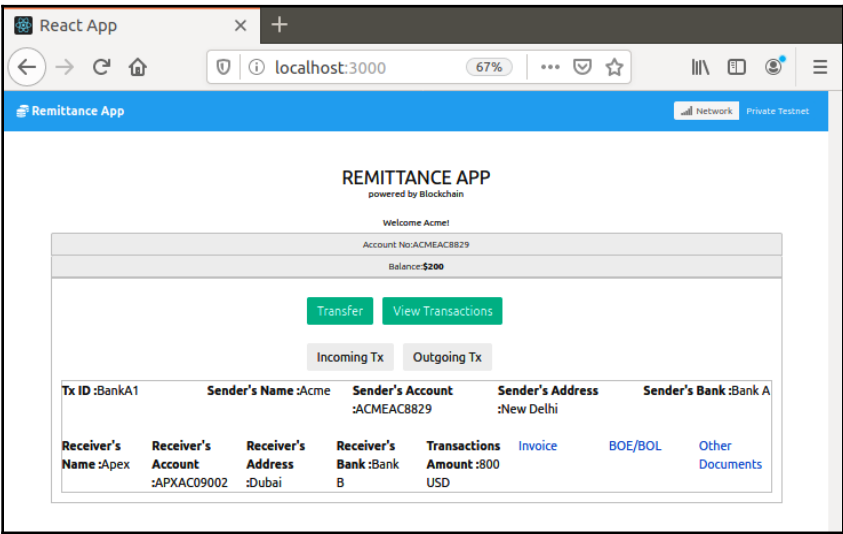 React App
localhost:3000
67%
Remittance App
Network
Private Testnet
REMITTANCE APP
powered by Blockchain
Welcome Acme!
Account No:ACMEAC8829
Balance:$200
Transfer
View Transactions
Incoming Tx
Outgoing Tx
Tx ID :BankA1
Sender's Name :Acme
Sender's Account
:ACMEAC8829
Sender's Address
:New Delhi
Sender's Bank :Bank A
Receiver's
Name :Apex
Receiver's
Account
:APXAC09002
Receiver's
Address
:Dubai
Receiver's
Bank :Bank
B
Transactions
Amount :800
USD
Invoice
BOE/BOL
Other
Documents